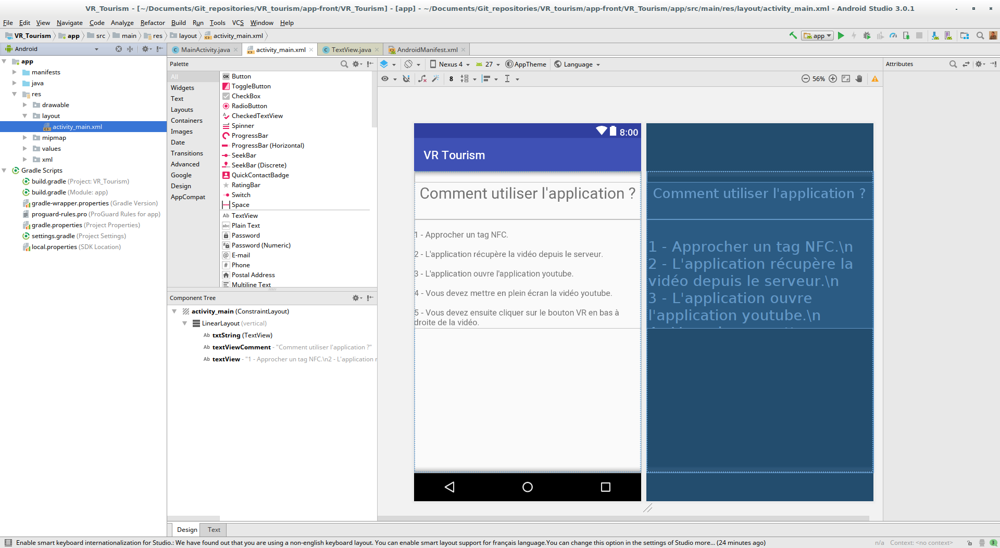 VR_Tourism - [~/Documents/Git_repositories/VR_tourism/app-front/VR_Tourism] - [app] - ~/Documents/Git_repositories/VR_tourism/app-front/VR_Tourism/app/src/main/res/layout/activity_main.xml - Android Studio 3.0.1
File Edit View Navigate Code Analyze Refactor Build Run Tools VCS Window Help
VR_Tourism app src main res layout activity_main.xml
app
Android
MainActivity.java activity_main.xml TextView.java AndroidManifest.xml
app
manifests
java
res
drawable
layout
activity_main.xml
mipmap
values
xml
Gradle Scripts
build.gradle (Project: VR_Tourism)
build.gradle (Module: app)
gradle-wrapper.properties (Gradle Version)
proguard-rules.pro (ProGuard Rules for app)
gradle.properties (Project Properties)
settings.gradle (Project Settings)
local.properties (SDK Location)
Palette
All
Widgets
Text
Layouts
Containers
Images
Date
Transitions
Advanced
Google
Design
AppCompat
OK Button
ToggleButton
CheckBox
RadioButton
CheckedTextView
Spinner
ProgressBar
ProgressBar (Horizontal)
SeekBar
SeekBar (Discrete)
QuickContactBadge
RatingBar
Switch
Space
Ab TextView
abc Plain Text
Password
Password (Numeric)
@ E-mail
# Phone
Postal Address
Multiline Text
Component Tree
activity_main (ConstraintLayout)
LinearLayout (vertical)
Ab txtString (TextView)
Ab textViewComment - "Comment utiliser l'application ?"
Ab textView - "1 - Approcher un tag NFC.\n2 - L'application r
Nexus 4 27 AppTheme Language
8
56%
Attributes
8:00
VR Tourism
Comment utiliser l'application ?
1 - Approcher un tag NFC.
2 - L'application récupère la vidéo depuis le serveur.
3 - L'application ouvre l'application youtube.
4 - Vous devez mettre en plein écran la vidéo youtube.
5 - Vous devez ensuite cliquer sur le bouton VR en bas à
droite de la vidéo.
Comment utiliser l'application ?
1 - Approcher un tag NFC.\n
2 - L'application récupère la
vidéo depuis le serveur.\n
3 - L'application ouvre
l'application youtube.\n
Design Text
Enable smart keyboard internationalization for Studio.: We have found out that you are using a non-english keyboard layout. You can enable smart layout support for français language.You can change this option in the settings of Studio more... (24 minutes ago)
n/a Context: <no context> 3